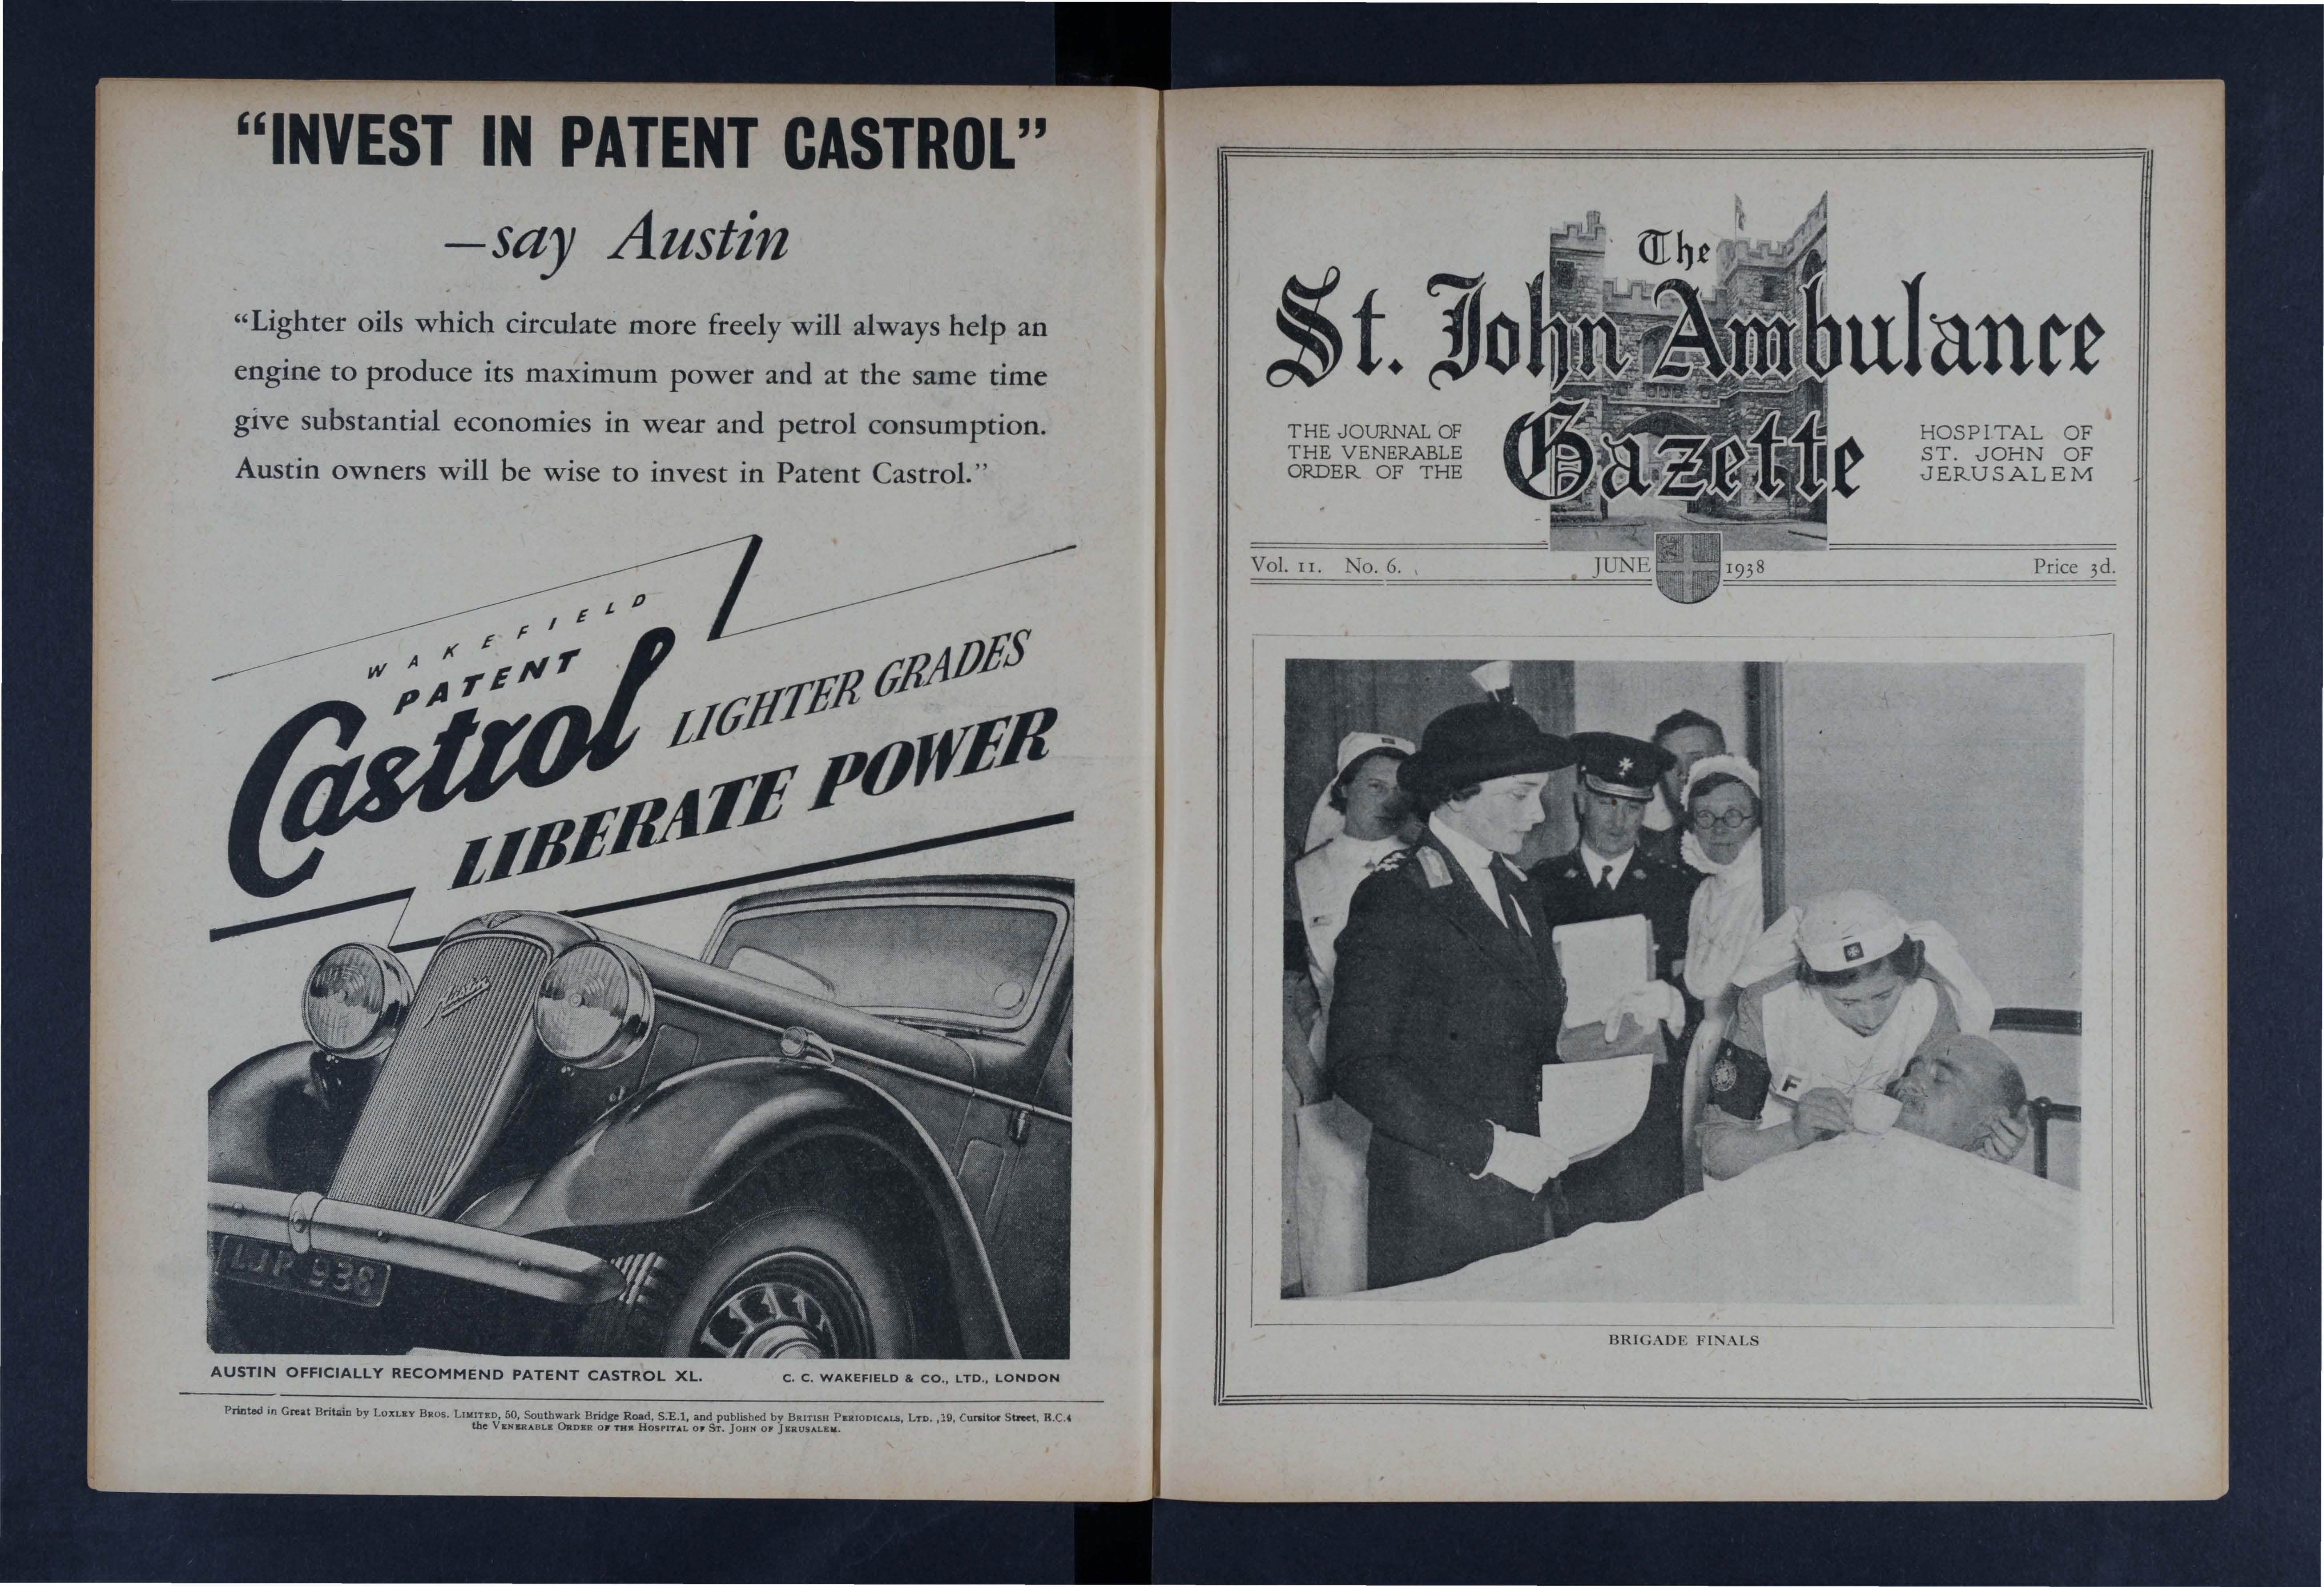 “INVEST IN PATENT CASTROL”
—say Austin
“Lighter oils which circulate more freely will always help an
engine to produce its maximum power and at the same time
give substantial economies in wear and petrol consumption.
Austin owners will be wise to invest in Patent Castrol.”
WAKEFIELD
PATENT
Castrol LIGHTER GRADES
LIBERATE POWER
Austin
938
AUSTIN OFFICIALLY RECOMMEND PATENT CASTROL XL. C. C. WAKEFIELD & CO., LTD., LONDON
Printed in Great Britain by LOXLEY BROS. LIMITED, 50, Southwark Bridge Road, S.E.1, and published by BRITISH PERIODICALS, LTD. ,19, Cursitor Street, E.C.4
the VENERABLE ORDER OF THE HOSPITAL OF ST. JOHN OF JERUSALEM.
The
St. John Ambulance
Gazette
THE JOURNAL OF
THE VENERABLE
ORDER OF THE
HOSPITAL OF
ST. JOHN OF
JERUSALEM
Vol. 11. No. 6. JUNE 1938 Price 3d.
F
BRIGADE FINALS